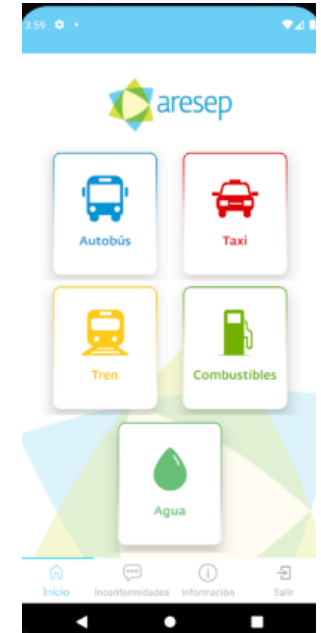 3:59
aresep
Autobús
Taxi
Tren
Combustibles
Agua
Inicio
Inconformidades
Información
Salir